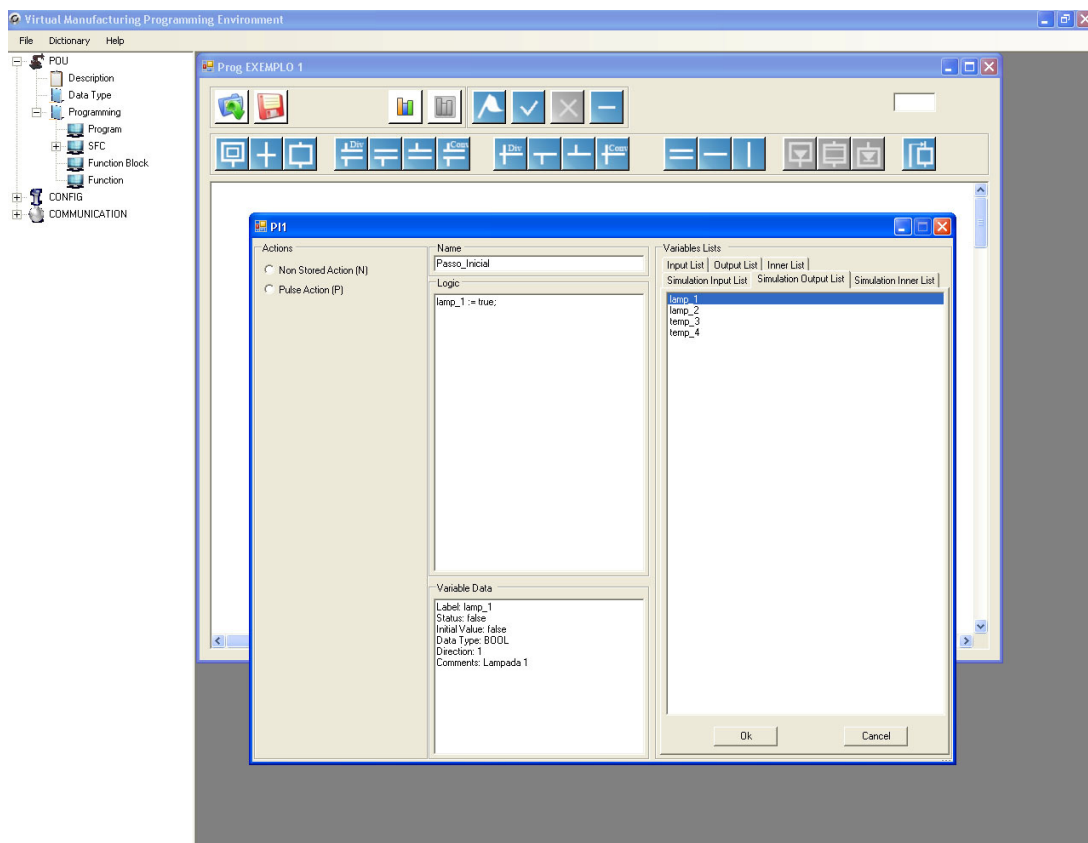 Virtual Manufacturing Programming Environment
File Dictionary Help
POU
Description
Data Type
Programming
Program
SFC
Function Block
Function
CONFIG
COMMUNICATION
Prog EXEMPLO 1
Div
Conv
Div
Conv
PI1
Actions
Non Stored Action (N)
Pulse Action (P)
Name
Passo_Inicial
Logic
lamp_1 := true;
Variable Data
Label: lamp_1
Status: false
Initial Value: false
Data Type: BOOL
Direction: 1
Comments: Lampada 1
Variables Lists
Input List Output List Inner List
Simulation Input List Simulation Output List Simulation Inner List
lamp_1
lamp_2
temp_3
temp_4
Ok Cancel